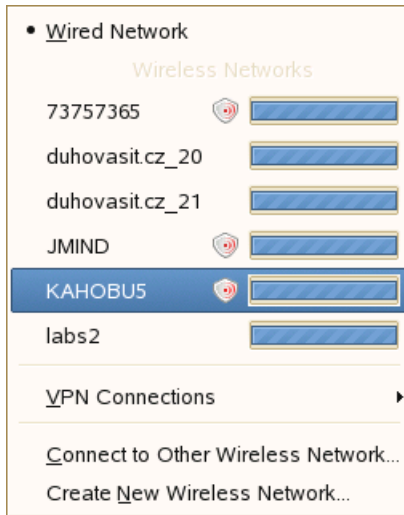 Wired Network
Wireless Networks
73757365
duhovasit.cz_20
duhovasit.cz_21
JMIND
KAHOBU5
labs2
VPN Connections
Connect to Other Wireless Network...
Create New Wireless Network...